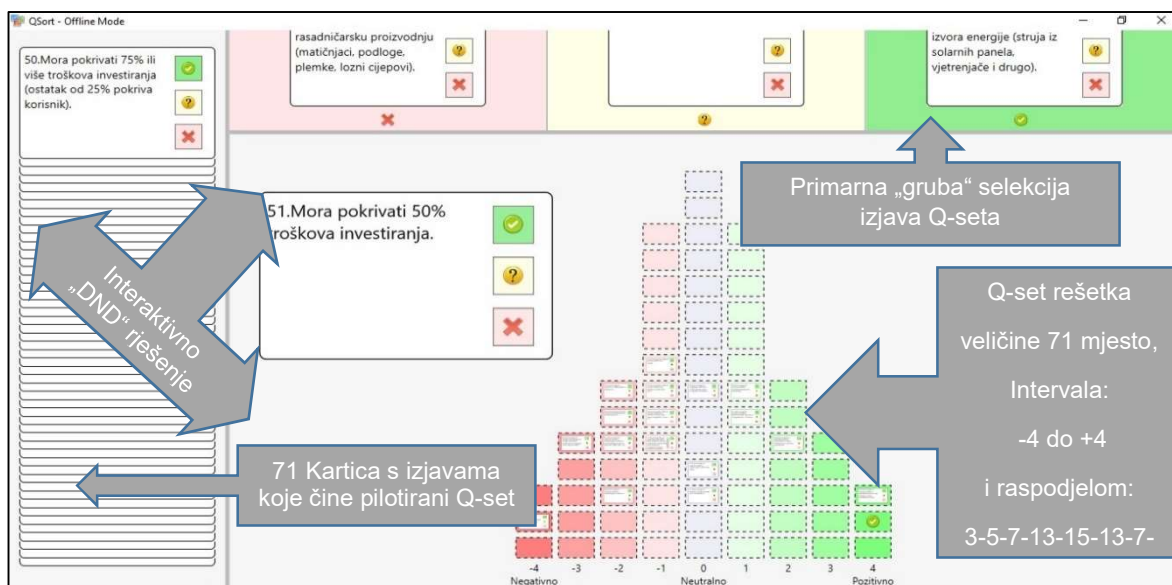 QSort - Offline Mode
50.Mora pokrivati 75% ili
više troškova investiranja
(ostatak od 25% pokriva
korisnik).
rasadničarsku proizvodnju
(matičnjaci, podloge,
plemke, lozni cijepovi).
izvora energije (struja iz
solarnih panela,
vjetrenjače i drugo).
Primarna „gruba“ selekcija
izjava Q-seta
51.Mora pokrivati 50%
troškova investiranja.
Interaktivno
„DND“ rješenje
Q-set rešetka
veličine 71 mjesto,
Intervala:
-4 do +4
i raspodjelom:
3-5-7-13-15-13-7-
71 Kartica s izjavama
koje čine pilotirani Q-set
-4 -3 -2 -1 0 1 2 3 4
Negativno Neutralno Pozitivno